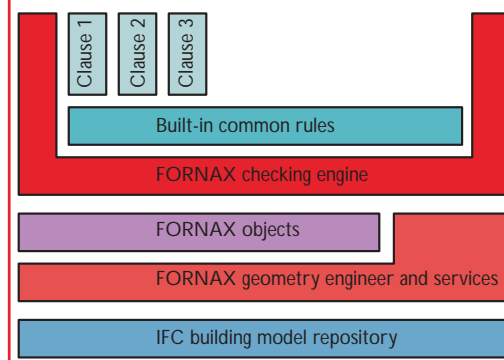 Clause 1
Clause 2
Clause 3
Built-in common rules
FORNAX checking engine
FORNAX objects
FORNAX geometry engineer and services
IFC building model repository